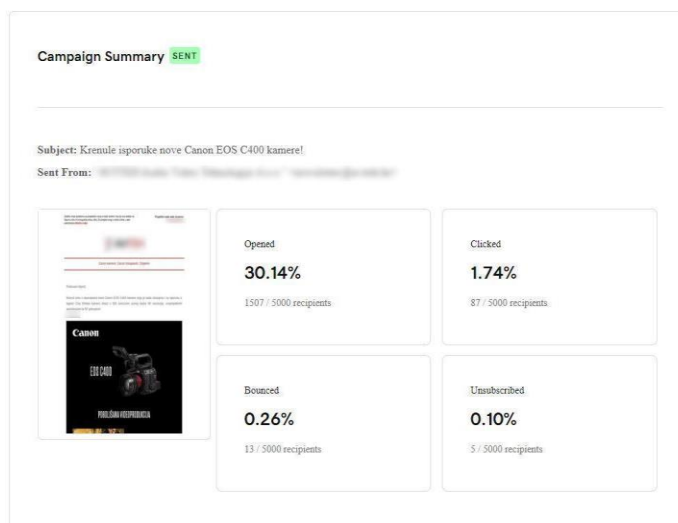 Campaign Summary SENT
Subject: Krenule isporuke nove Canon EOS C400 kamere!
Sent From:
Opened
30.14%
1507 / 5000 recipients
Clicked
1.74%
87 / 5000 recipients
Canon
EOS C400
POBOLJŠANA VIDEOPRODUKCIJA
Bounced
0.26%
13 / 5000 recipients
Unsubscribed
0.10%
5 / 5000 recipients